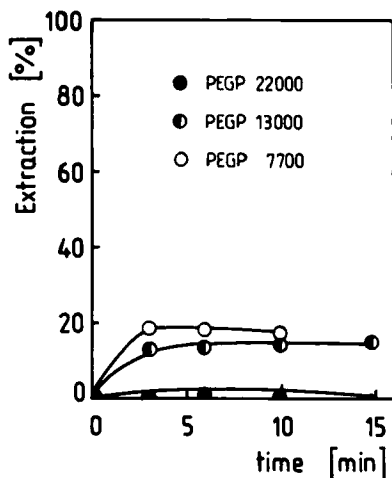 Extraction [%]
100
80
60
40
20
0
PEGP 22000
PEGP 13000
PEGP 7700
0 5 10 15
time [min]